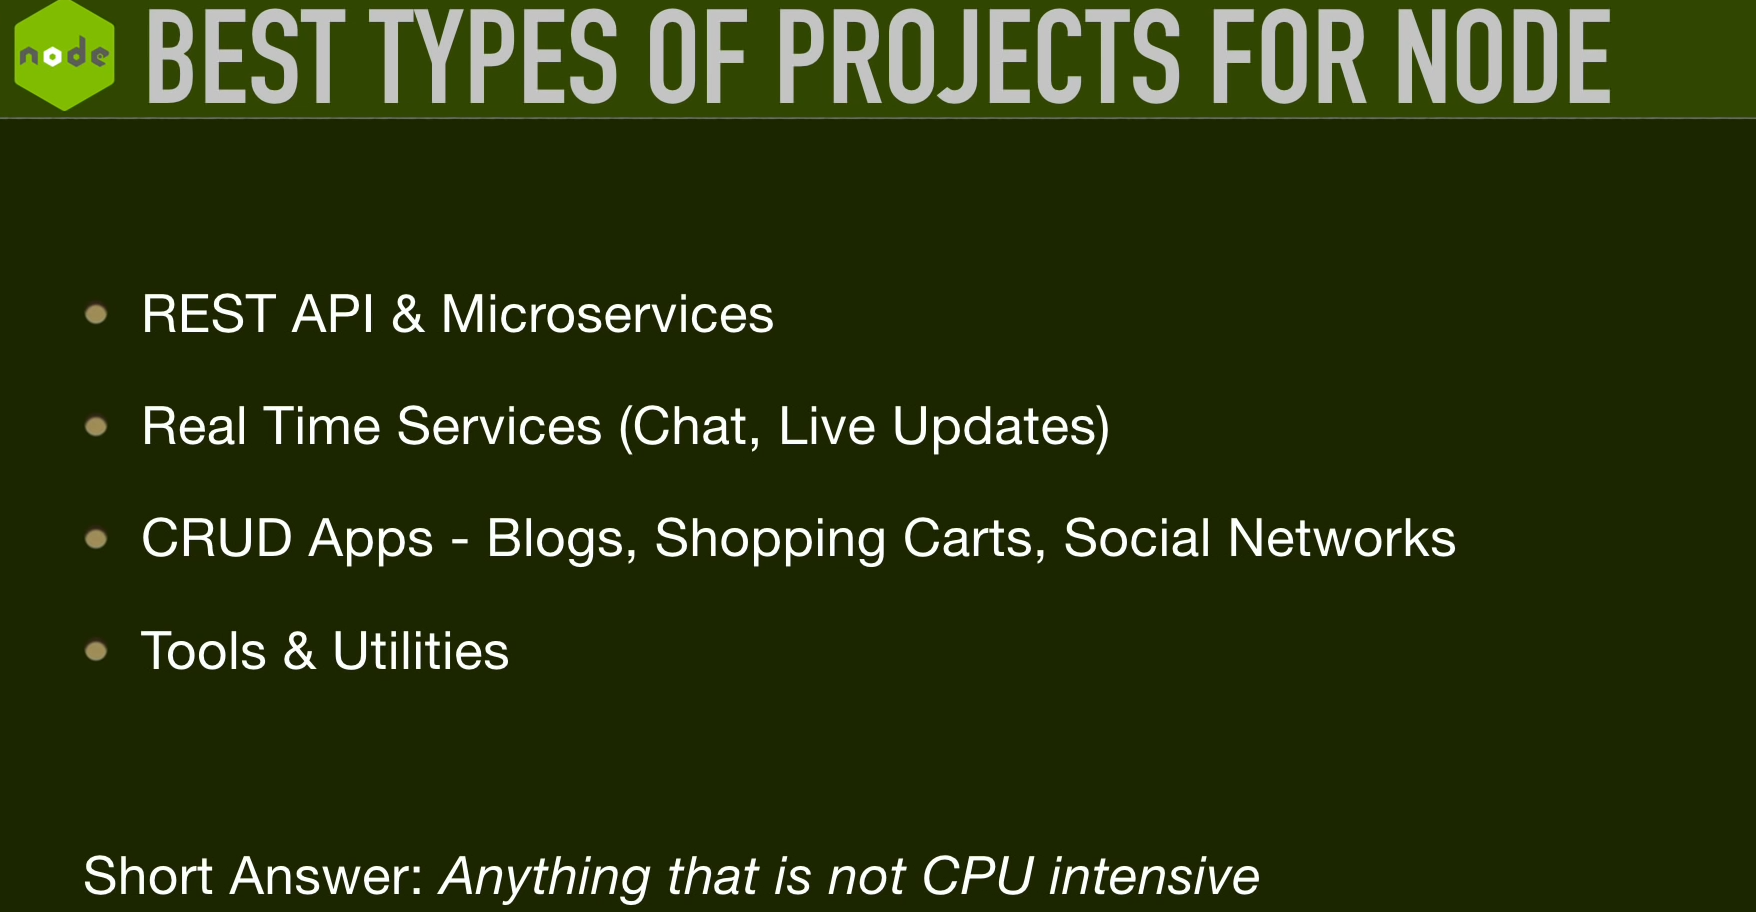 node
BEST TYPES OF PROJECTS FOR NODE
REST API & Microservices
Real Time Services (Chat, Live Updates)
CRUD Apps - Blogs, Shopping Carts, Social Networks
Tools & Utilities
Short Answer: Anything that is not CPU intensive